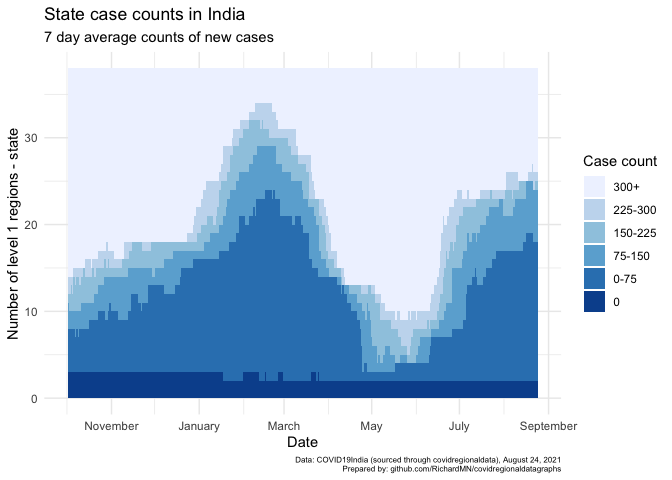 State case counts in India
7 day average counts of new cases
Number of level 1 regions - state
30
20
10
0
November
January
March
May
July
September
Date
Case count
300+
225-300
150-225
75-150
0-75
0
Data: COVID19India (sourced through covidregionaldata), August 24, 2021
Prepared by: github.com/RichardMN/covidregionaldatagraphs